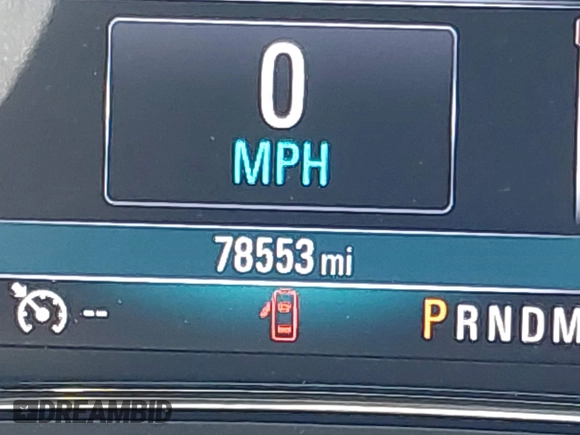 0
MPH
78553 mi
-- PRNDM
DREAMBID